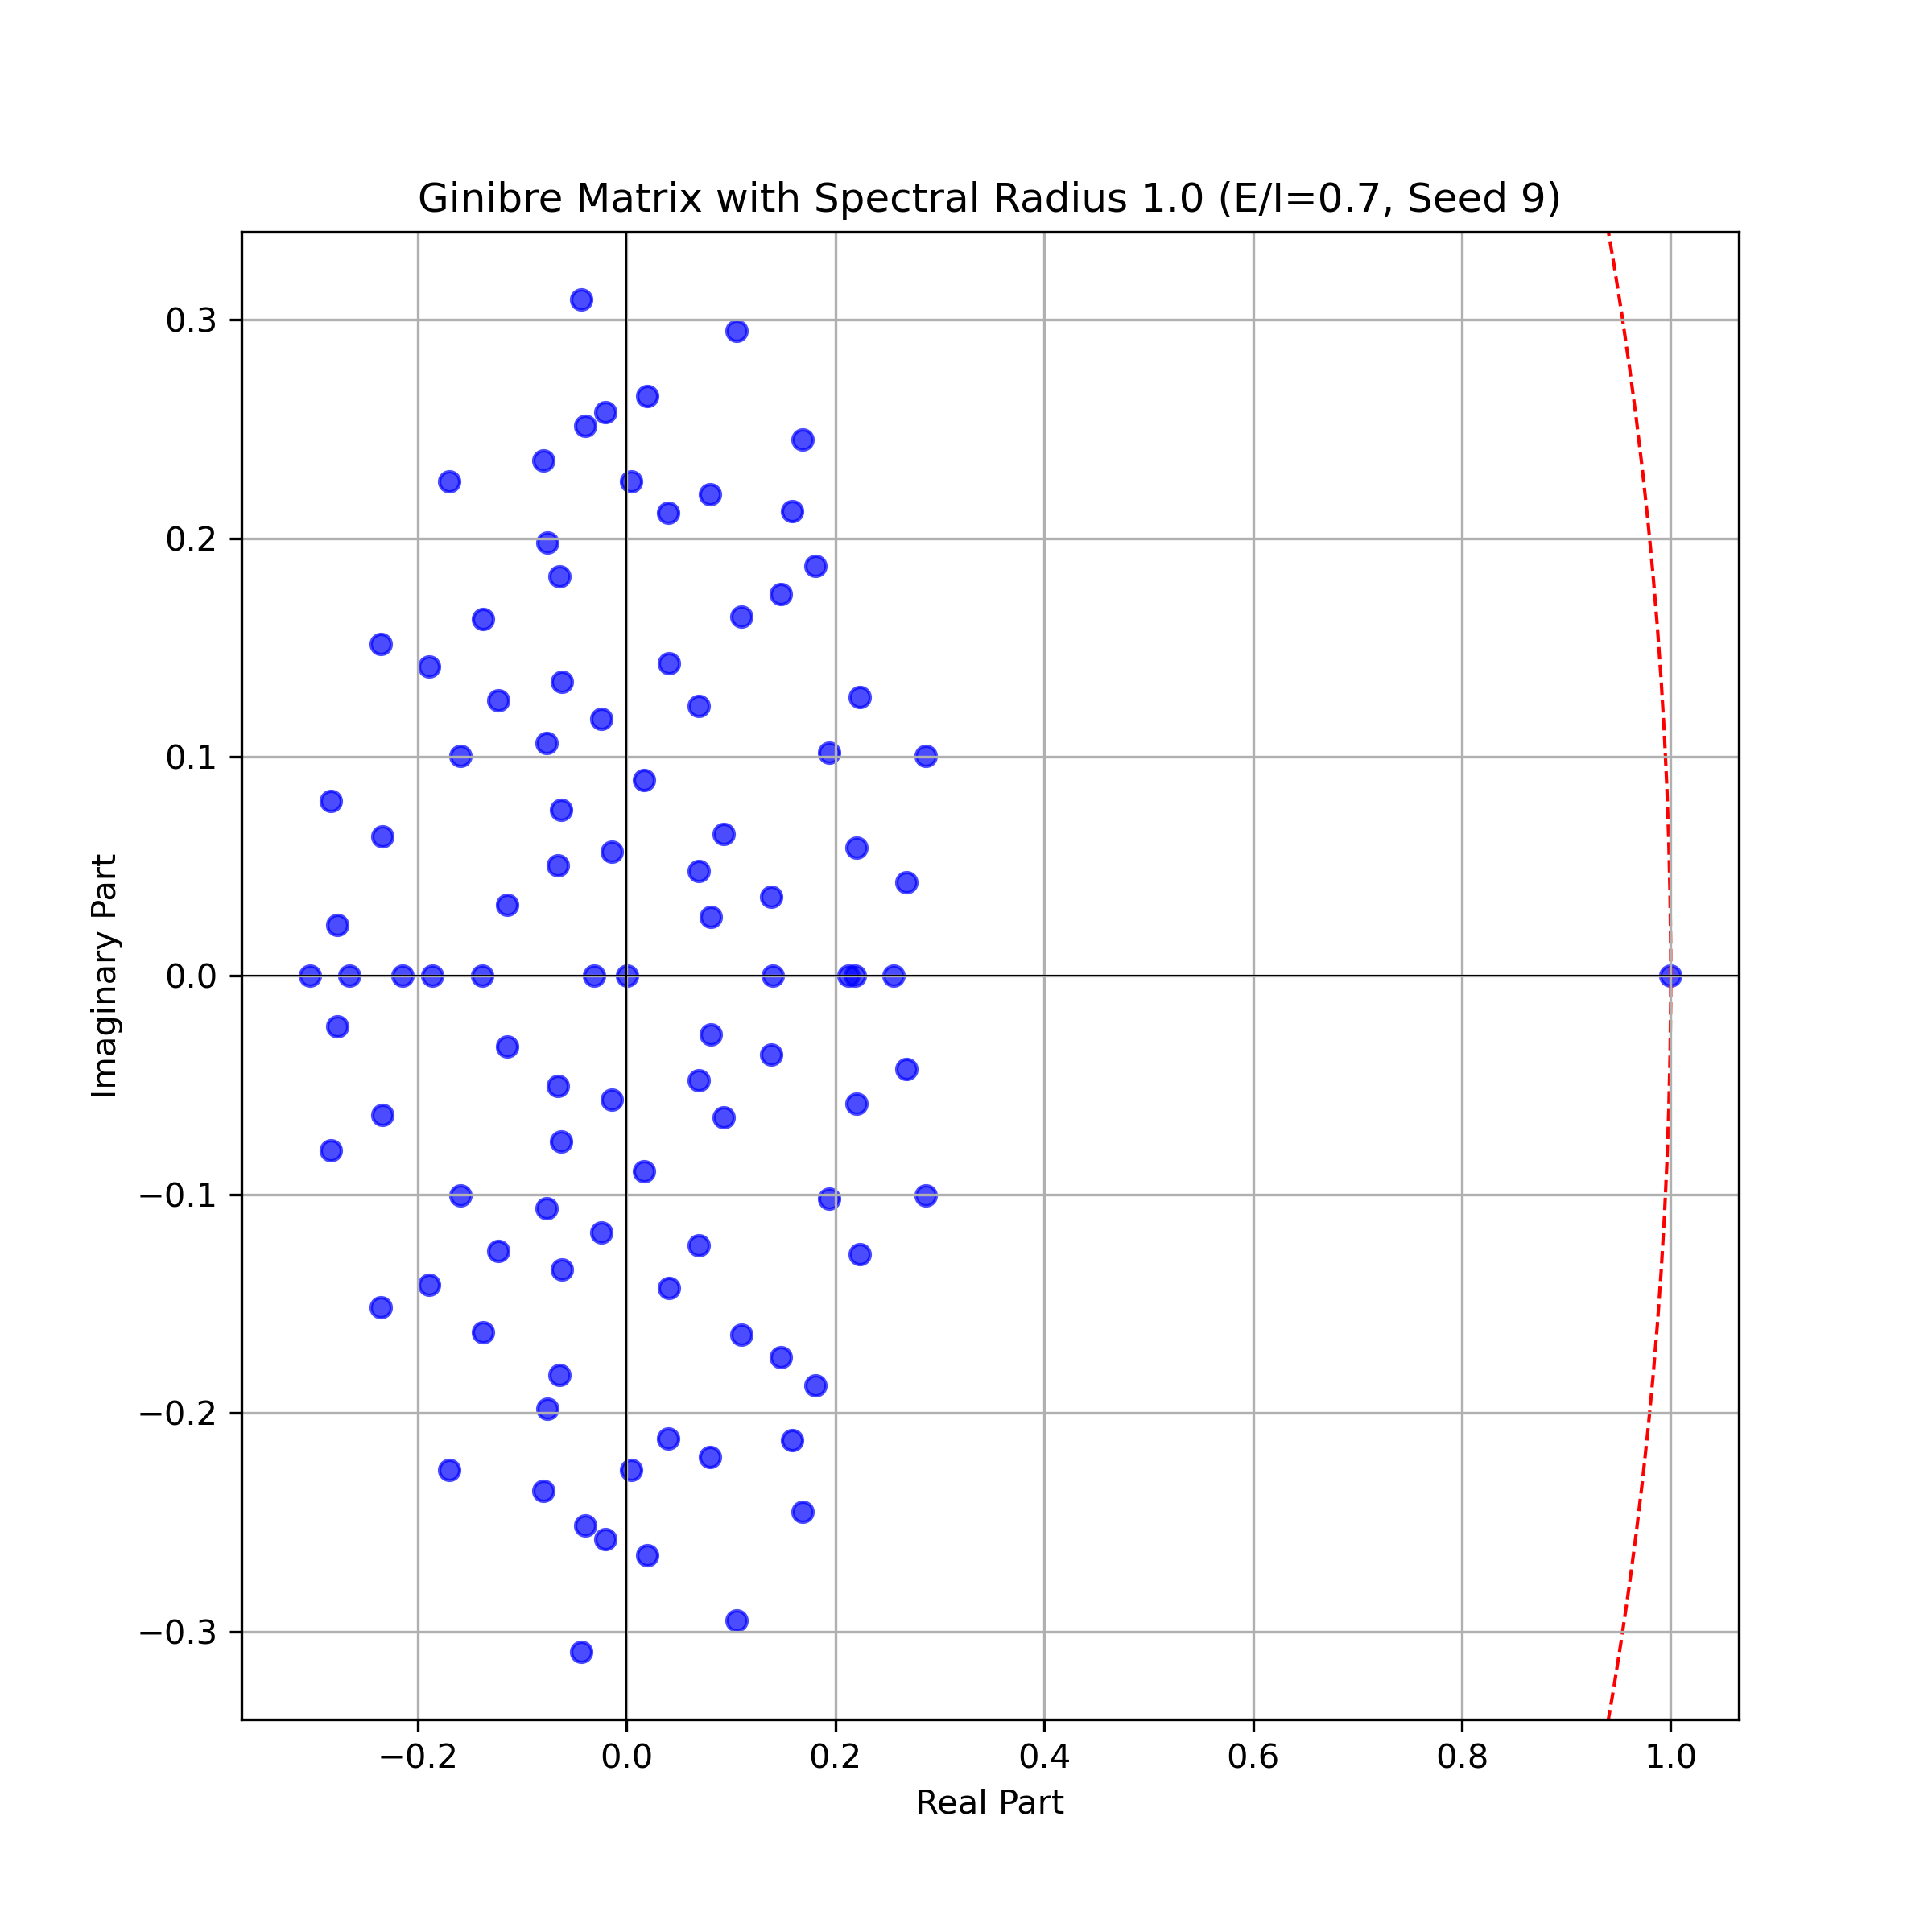 Ginibre Matrix with Spectral Radius 1.0 (E/I=0.7, Seed 9)
0.3
0.2
0.1
0.0
−0.1
−0.2
−0.3
Imaginary Part
−0.2 0.0 0.2 0.4 0.6 0.8 1.0
Real Part